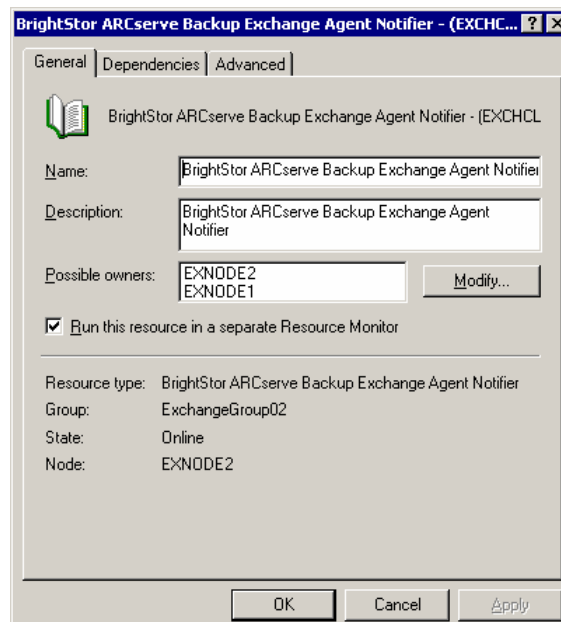 BrightStor ARCserve Backup Exchange Agent Notifier - (EXCHC...
General Dependencies Advanced
BrightStor ARCserve Backup Exchange Agent Notifier - (EXCHCL
Name: BrightStor ARCserve Backup Exchange Agent Notifier
Description: BrightStor ARCserve Backup Exchange Agent
Notifier
Possible owners: EXNODE2
EXNODE1
Modify...
Run this resource in a separate Resource Monitor
Resource type: BrightStor ARCserve Backup Exchange Agent Notifier
Group: ExchangeGroup02
State: Online
Node: EXNODE2
OK Cancel Apply